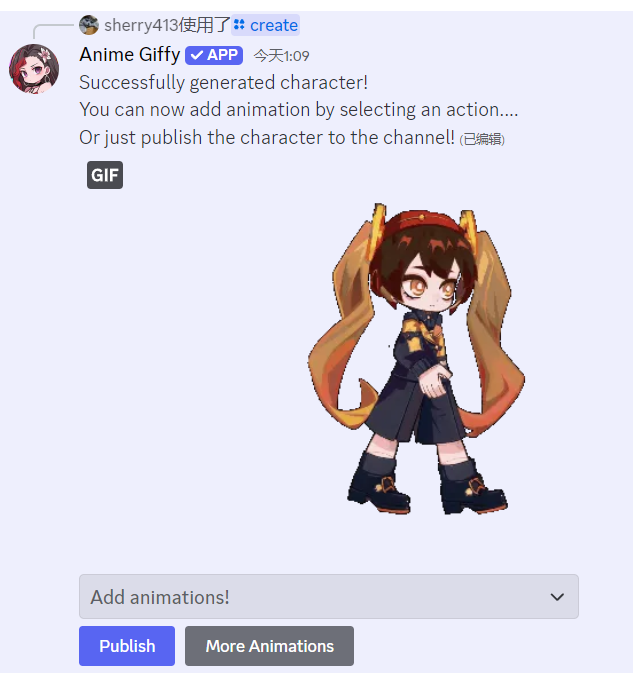 sherry413使用了 create
Anime Giffy APP 今天1:09
Successfully generated character!
You can now add animation by selecting an action....
Or just publish the character to the channel! (已编辑)
GIF
Add animations!
Publish More Animations